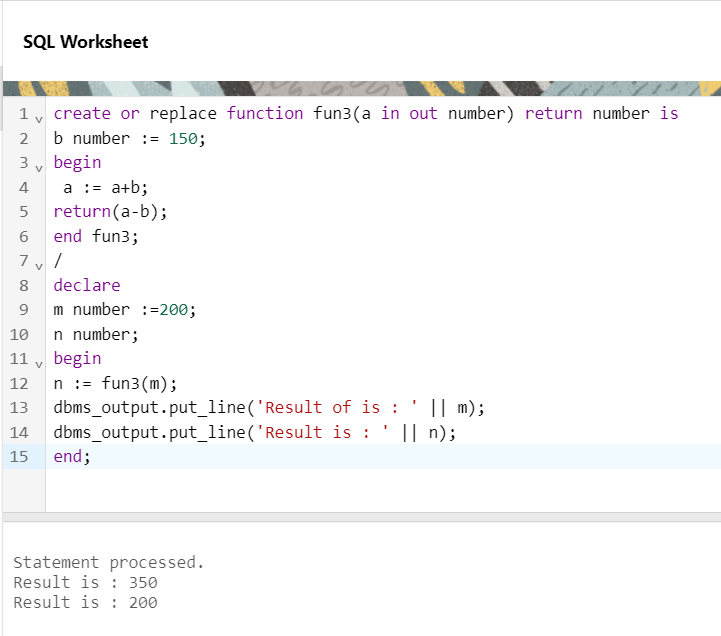 SQL Worksheet
1 create or replace function fun3(a in out number) return number is
2 b number := 150;
3 begin
4 a := a+b;
5 return(a-b);
6 end fun3;
7 /
8 declare
9 m number :=200;
10 n number;
11 begin
12 n := fun3(m);
13 dbms_output.put_line('Result of is : ' || m);
14 dbms_output.put_line('Result is : ' || n);
15 end;
Statement processed.
Result is : 350
Result is : 200